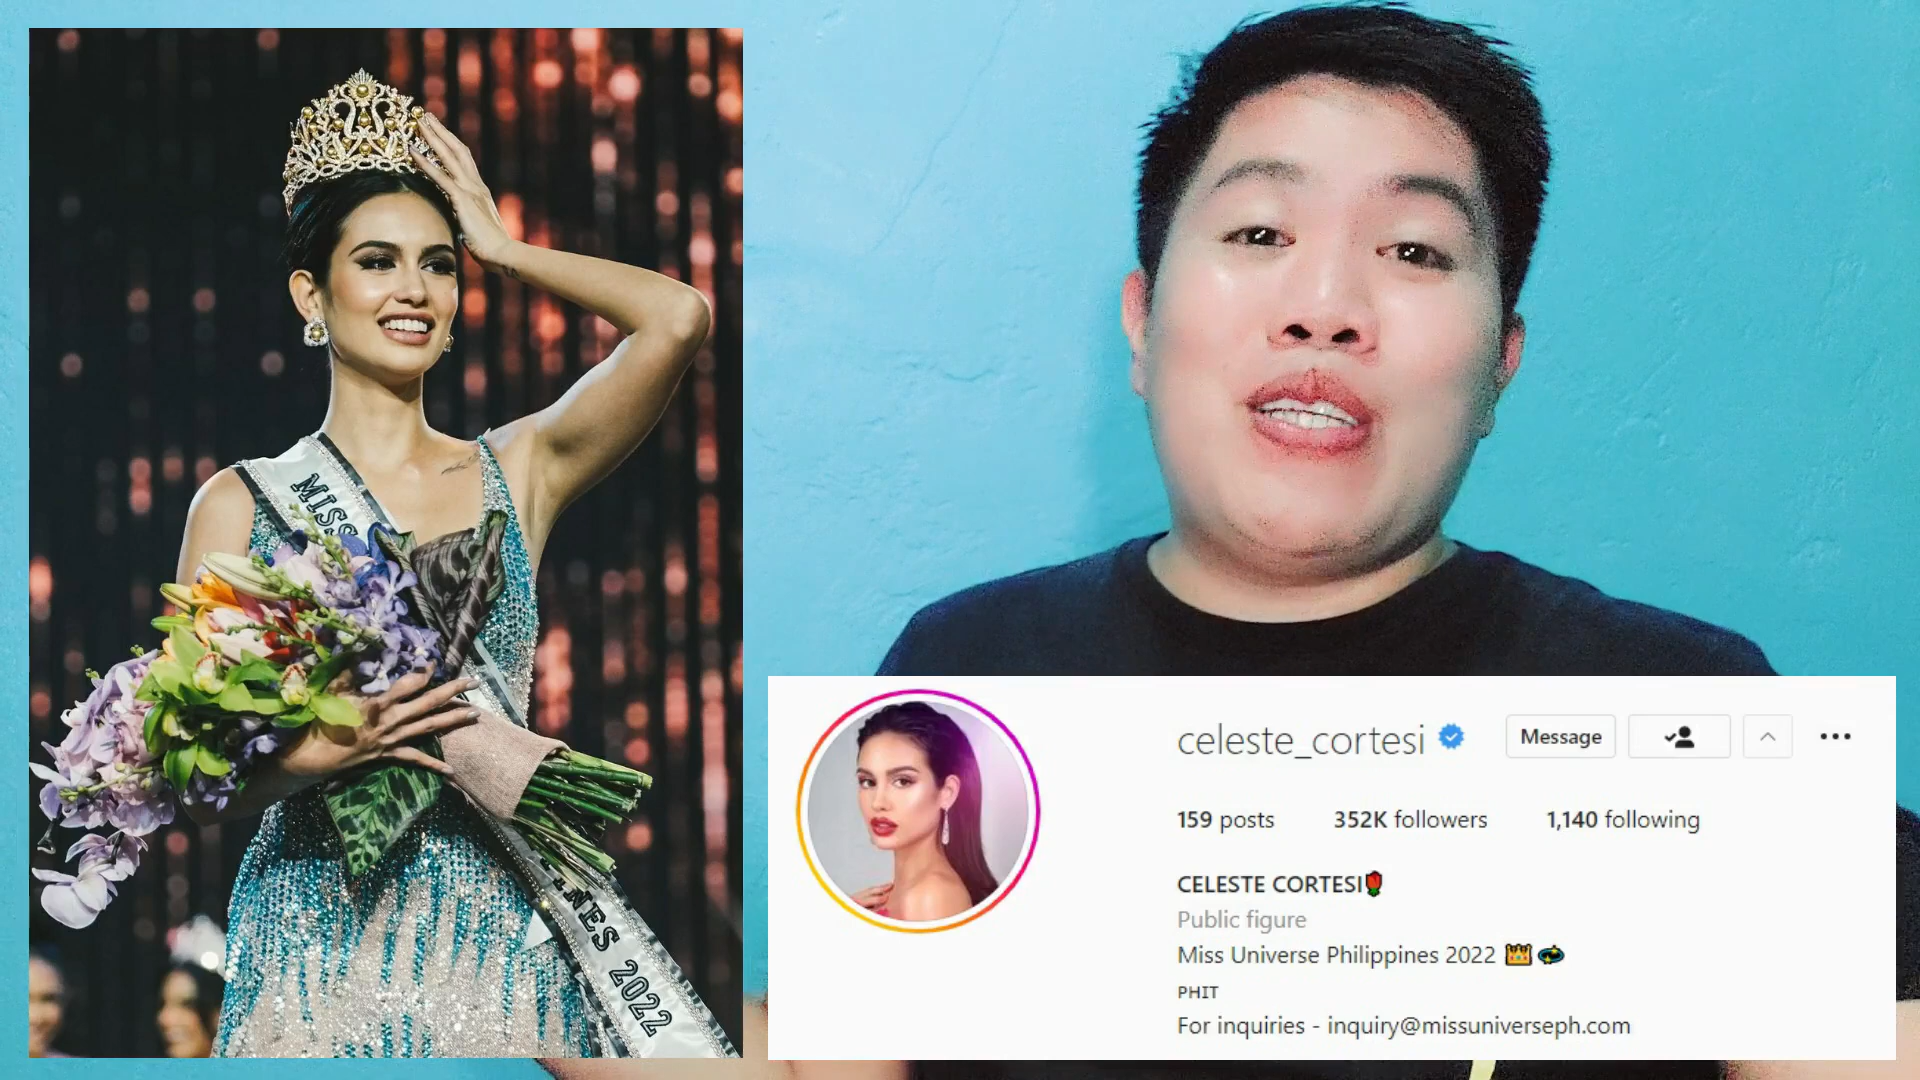 MISS
INES 2022
celeste_cortesi
Message
159 posts 352K followers 1,140 following
CELESTE CORTESI🌹
Public figure
Miss Universe Philippines 2022 👑 💫
PHIT
For inquiries - inquiry@missuniverseph.com